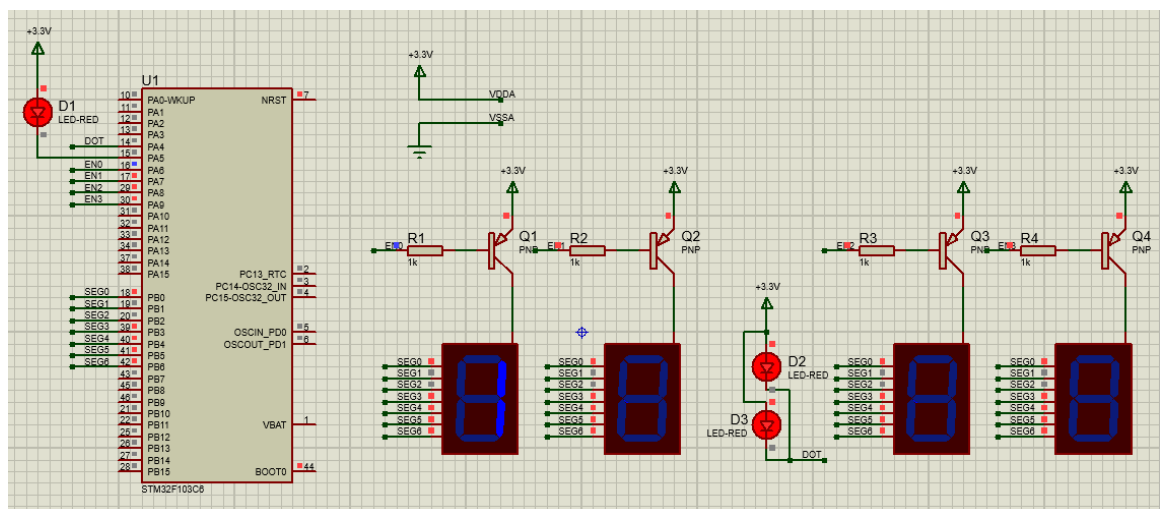 +3.3V
D1
LED-RED
U1
10 PA0-WKUP
11 PA1
12 PA2
13 PA3
DOT 14 PA4
15 PA5
EN0 16 PA6
EN1 17 PA7
EN2 29 PA8
EN3 30 PA9
31 PA10
32 PA11
33 PA12
34 PA13
37 PA14
38 PA15
SEG0 18 PB0
SEG1 19 PB1
SEG2 20 PB2
SEG3 39 PB3
SEG4 40 PB4
SEG5 41 PB5
SEG6 42 PB6
43 PB7
45 PB8
46 PB9
21 PB10
22 PB11
25 PB12
26 PB13
27 PB14
28 PB15
NRST 7
PC13_RTC 2
PC14-OSC32_IN 3
PC15-OSC32_OUT 4
OSCIN_PD0 5
OSCOUT_PD1 6
VBAT 1
BOOT0 44
STM32F103C6
+3.3V
VDDA
VSSA
+3.3V
EN0 R1
1k
Q1
PNP
SEG0
SEG1
SEG2
SEG3
SEG4
SEG5
SEG6
+3.3V
EN1 R2
1k
Q2
PNP
SEG0
SEG1
SEG2
SEG3
SEG4
SEG5
SEG6
+3.3V
D2
LED-RED
D3
LED-RED
DOT
+3.3V
EN2 R3
1k
Q3
PNP
SEG0
SEG1
SEG2
SEG3
SEG4
SEG5
SEG6
+3.3V
EN3 R4
1k
Q4
PNP
SEG0
SEG1
SEG2
SEG3
SEG4
SEG5
SEG6